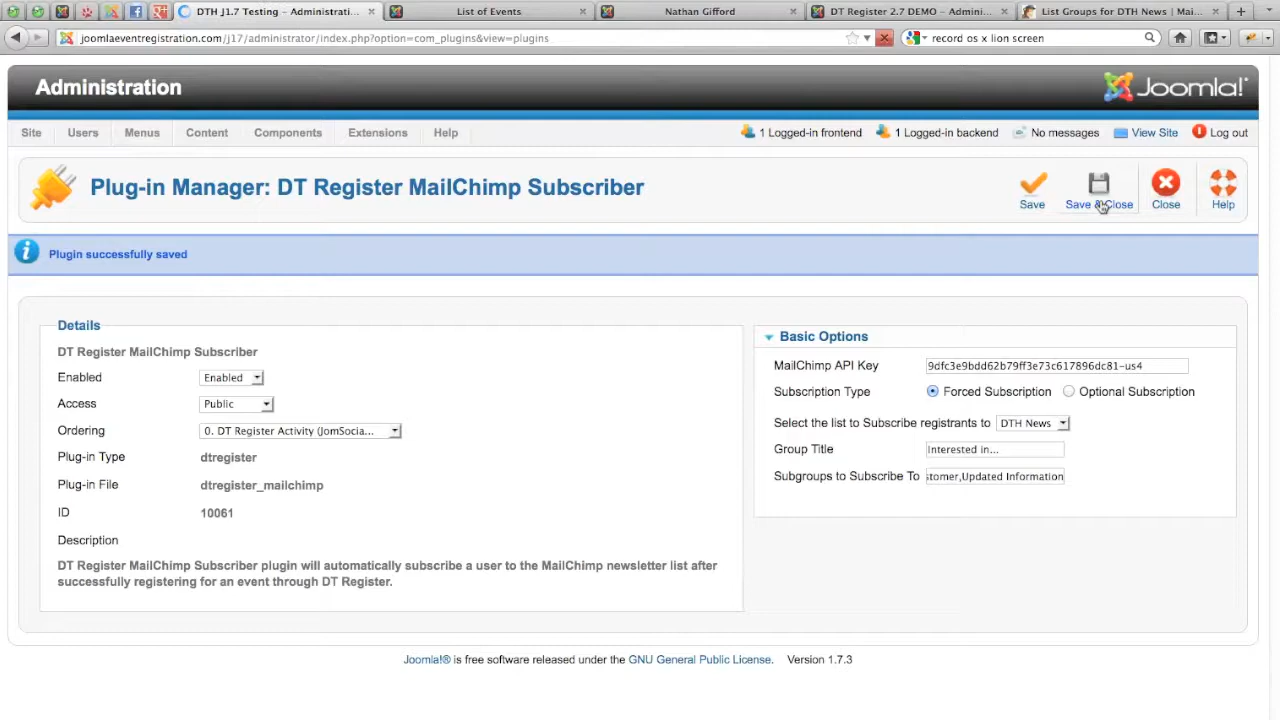 DTH J1.7 Testing – Administrati...
List of Events
Nathan Gifford
DT Register 2.7 DEMO – Admini...
List Groups for DTH News | Mai...
joomlaeventregistration.com/j17/administrator/index.php?option=com_plugins&view=plugins
record os x lion screen
Administration
Joomla!®
Site Users Menus Content Components Extensions Help
1 Logged-in frontend 1 Logged-in backend No messages View Site Log out
Plug-in Manager: DT Register MailChimp Subscriber
Save Save & Close Close Help
Plugin successfully saved
Details
DT Register MailChimp Subscriber
Enabled Enabled
Access Public
Ordering 0. DT Register Activity (JomSocia...
Plug-in Type dtregister
Plug-in File dtregister_mailchimp
ID 10061
Description
DT Register MailChimp Subscriber plugin will automatically subscribe a user to the MailChimp newsletter list after
successfully registering for an event through DT Register.
Basic Options
MailChimp API Key 9dfc3e9bdd62b79ff3e73c617896dc81-us4
Subscription Type Forced Subscription Optional Subscription
Select the list to Subscribe registrants to DTH News
Group Title Interested in...
Subgroups to Subscribe To stomer,Updated Information
Joomla!® is free software released under the GNU General Public License. Version 1.7.3